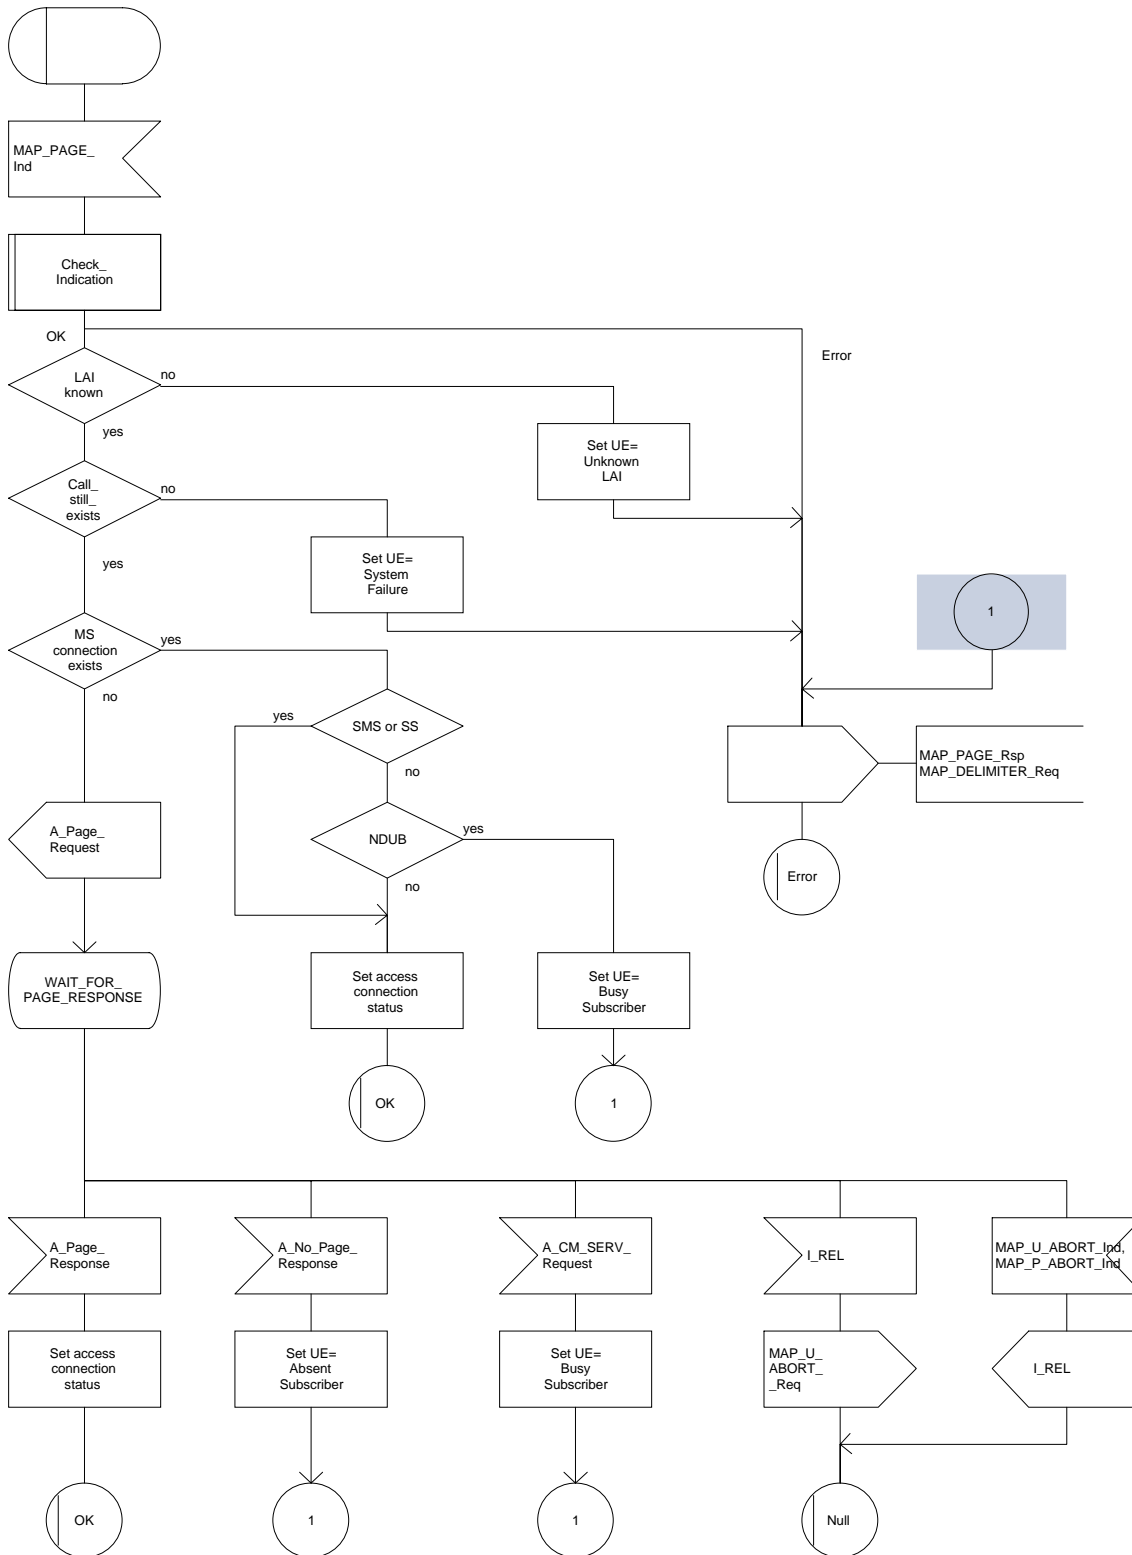 MAP_PAGE_
Ind
Check_
Indication
OK
Error
LAI
known
no
yes
Set UE=
Unknown
LAI
Call_
still_
exists
no
yes
Set UE=
System
Failure
1
MS
connection
exists
yes
no
SMS or SS
yes
no
MAP_PAGE_Rsp
MAP_DELIMITER_Req
A_Page_
Request
NDUB
yes
no
Error
WAIT_FOR_
PAGE_RESPONSE
Set access
connection
status
Set UE=
Busy
Subscriber
OK
1
A_Page_
Response
A_No_Page_
Response
A_CM_SERV_
Request
I_REL
MAP_U_ABORT_Ind,
MAP_P_ABORT_Ind
Set access
connection
status
Set UE=
Absent
Subscriber
Set UE=
Busy
Subscriber
MAP_U_
ABORT_
_Req
I_REL
OK
1
1
Null